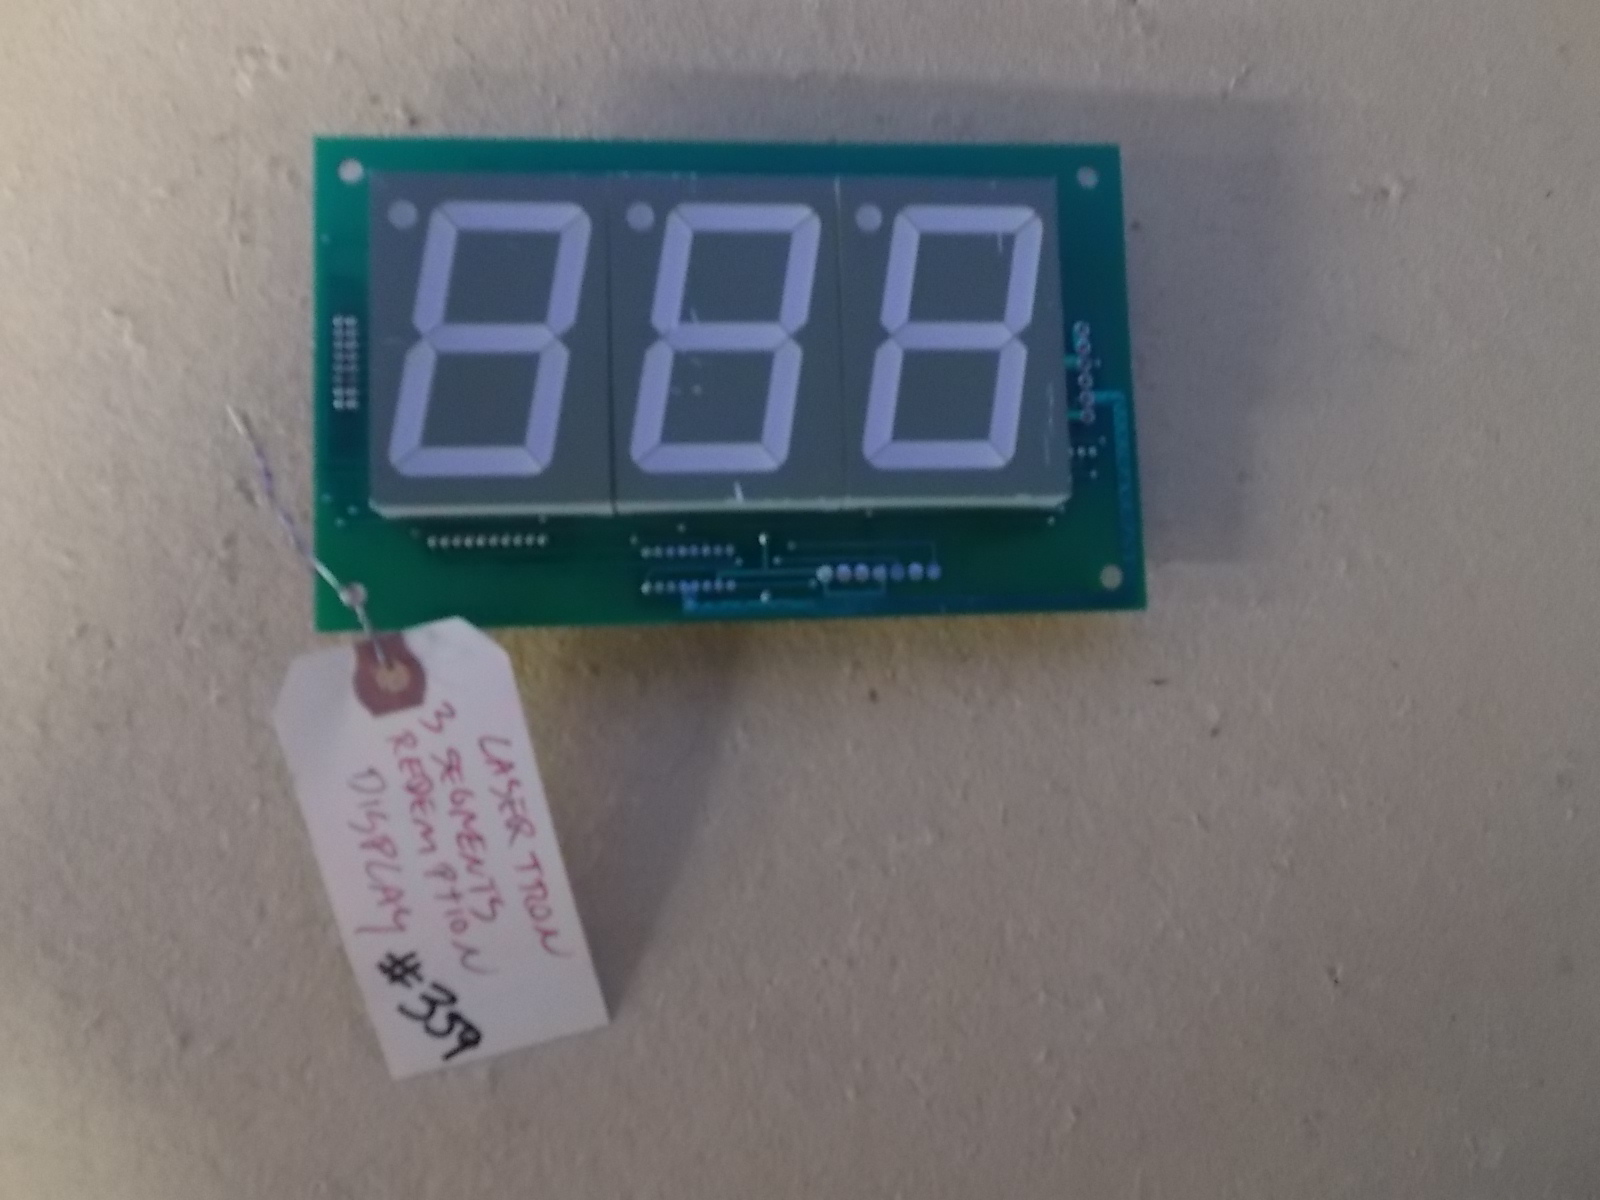 LASER TRON
3 SEGMENTS
REDEMPTION
DISPLAY
#359